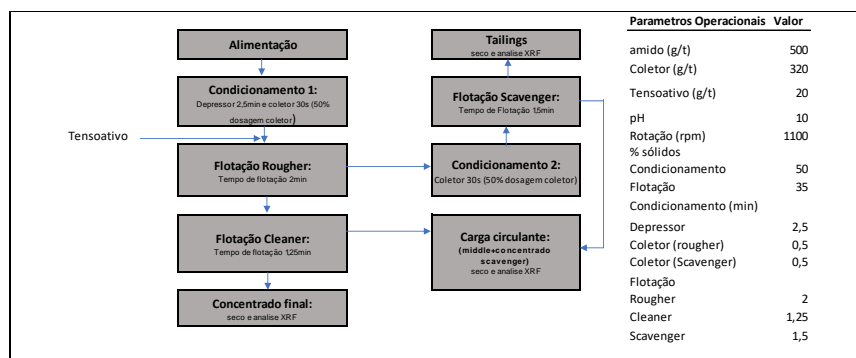 Alimentação
Condicionamento 1:
Depressor 2,5min e coletor 30s (50%
dosagem coletor)
Tensoativo
Flotação Rougher:
Tempo de flotação 2min
Flotação Cleaner:
Tempo de flotação 1,25min
Concentrado final:
seco e analise XRF
Tailings
seco e analise XRF
Flotação Scavenger:
Tempo de Flotação 1,5min
Condicionamento 2:
Coletor 30s (50% dosagem coletor)
Carga circulante:
(middle+concentrado
scavenger)
seco e analise XRF
Parametros Operacionais Valor
amido (g/t) 500
Coletor (g/t) 320
Tensoativo (g/t) 20
pH 10
Rotação (rpm) 1100
% sólidos
Condicionamento 50
Flotação 35
Condicionamento (min)
Depressor 2,5
Coletor (rougher) 0,5
Coletor (Scavenger) 0,5
Flotação
Rougher 2
Cleaner 1,25
Scavenger 1,5